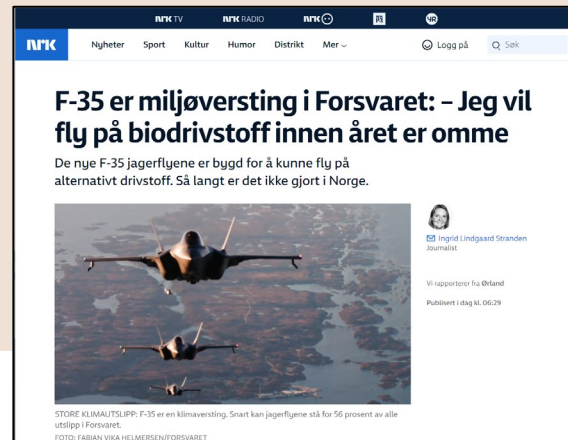 NRK TV NRK RADIO NRK P3 YR
NRK Nyheter Sport Kultur Humor Distrikt Mer Logg på Søk
F-35 er miljøversting i Forsvaret: – Jeg vil
fly på biodrivstoff innen året er omme
De nye F-35 jagerflyene er bygd for å kunne fly på
alternativt drivstoff. Så langt er det ikke gjort i Norge.
Ingrid Lindgaard Stranden
Journalist
Vi rapporterer fra Ørland
Publisert i dag kl. 06:29
STORE KLIMAUTSLIPP: F-35 er en klimaversting. Snart kan jagerflyene stå for 56 prosent av alle
utslipp i Forsvaret.
FOTO: FABIAN VIKA HELMERSEN/FORSVARET